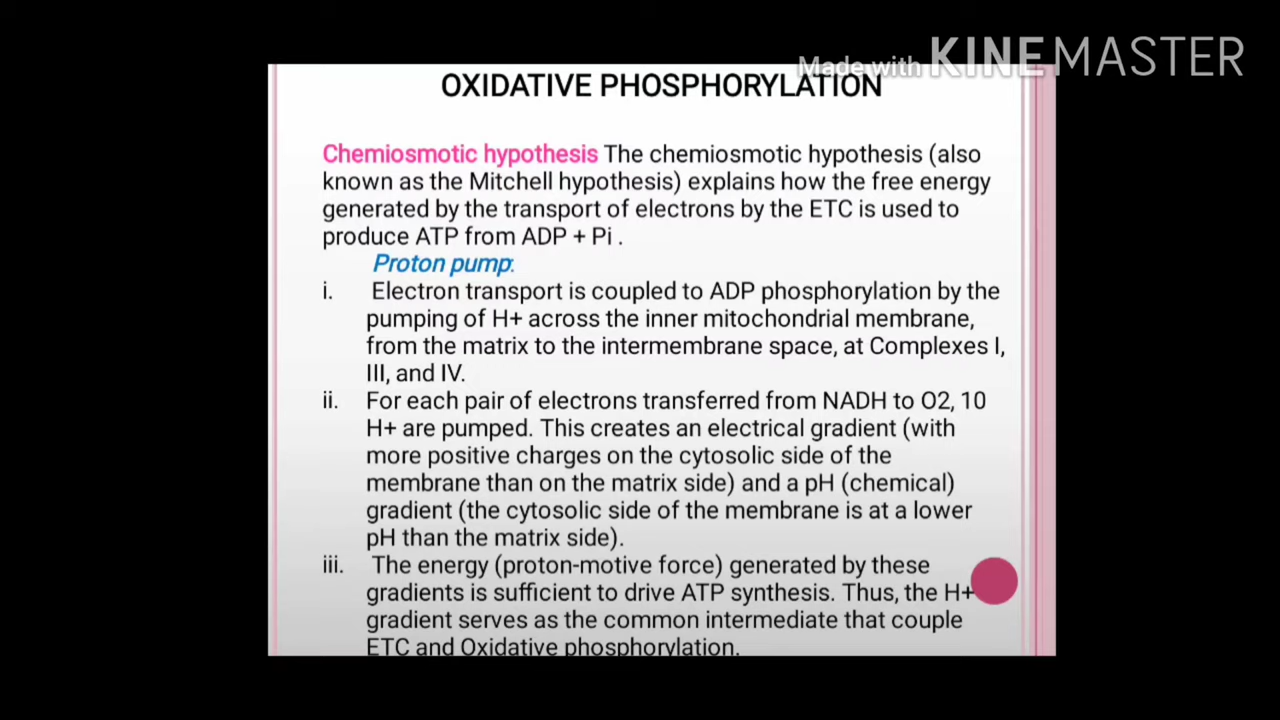 Made with KINEMASTER
OXIDATIVE PHOSPHORYLATION
Chemiosmotic hypothesis The chemiosmotic hypothesis (also
known as the Mitchell hypothesis) explains how the free energy
generated by the transport of electrons by the ETC is used to
produce ATP from ADP + Pi .
Proton pump:
i. Electron transport is coupled to ADP phosphorylation by the
pumping of H+ across the inner mitochondrial membrane,
from the matrix to the intermembrane space, at Complexes I,
III, and IV.
ii. For each pair of electrons transferred from NADH to O2, 10
H+ are pumped. This creates an electrical gradient (with
more positive charges on the cytosolic side of the
membrane than on the matrix side) and a pH (chemical)
gradient (the cytosolic side of the membrane is at a lower
pH than the matrix side).
iii. The energy (proton-motive force) generated by these
gradients is sufficient to drive ATP synthesis. Thus, the H+
gradient serves as the common intermediate that couple
ETC and Oxidative phosphorylation.